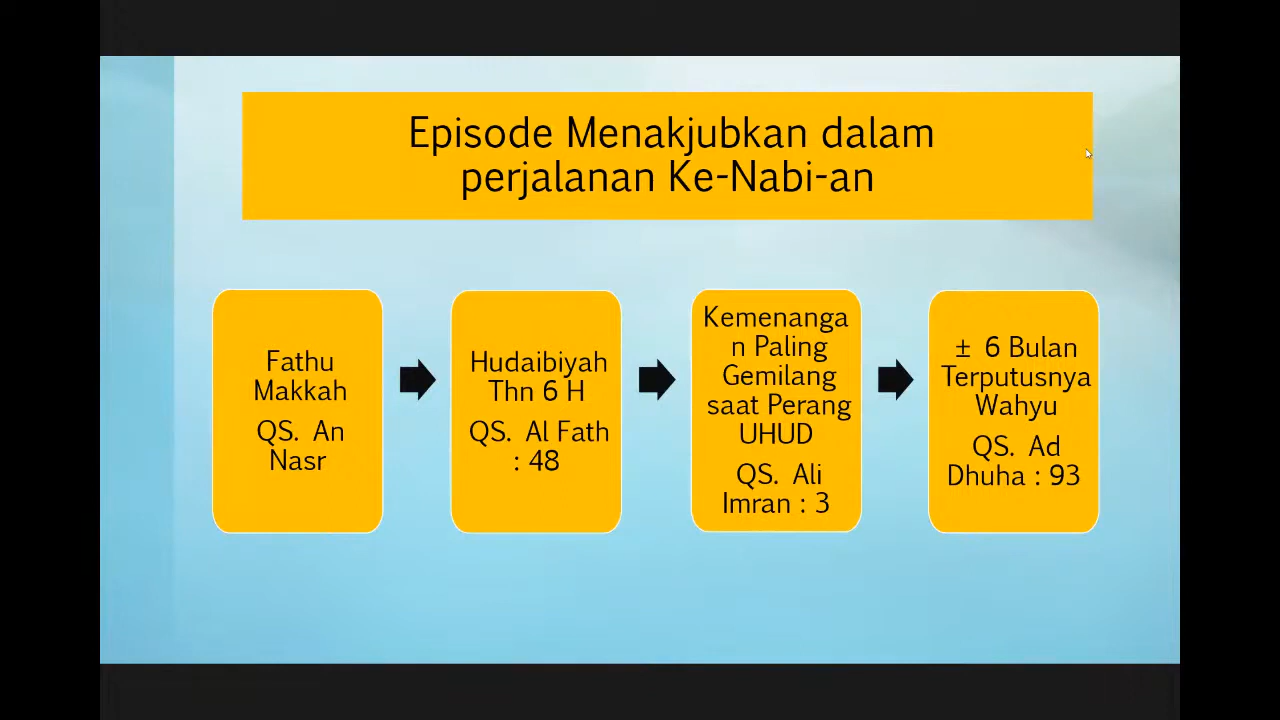 Episode Menakjubkan dalam
perjalanan Ke-Nabi-an
Fathu
Makkah
QS. An
Nasr
Hudaibiyah
Thn 6 H
QS. Al Fath
: 48
Kemenanga
n Paling
Gemilang
saat Perang
UHUD
QS. Ali
Imran : 3
± 6 Bulan
Terputusnya
Wahyu
QS. Ad
Dhuha : 93